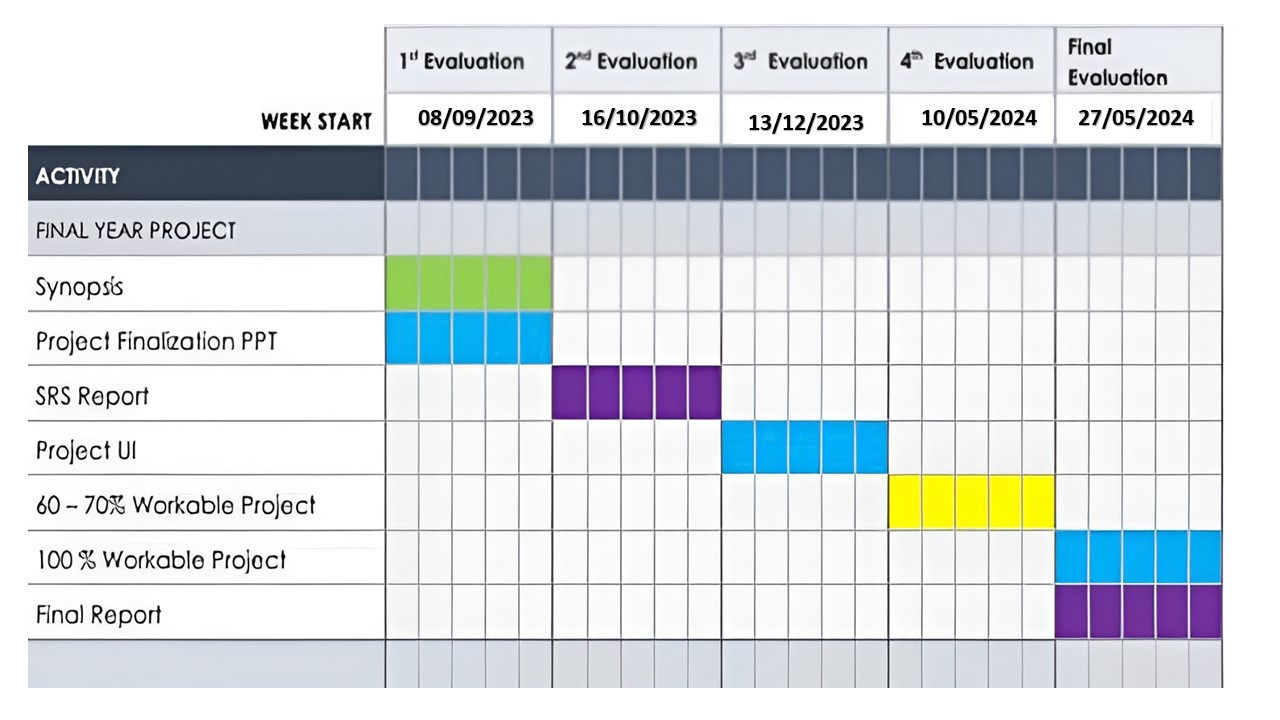 1st Evaluation
2nd Evaluation
3rd Evaluation
4th Evaluation
Final
Evaluation
WEEK START
08/09/2023
16/10/2023
13/12/2023
10/05/2024
27/05/2024
ACTIVITY
FINAL YEAR PROJECT
Synopsis
Project Finalization PPT
SRS Report
Project UI
60 – 70% Workable Project
100 % Workable Project
Final Report